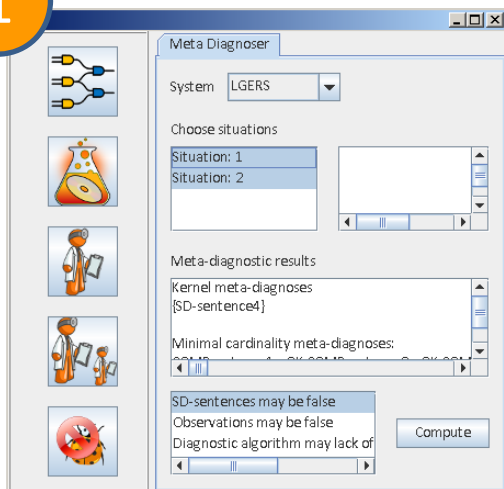 1
Meta Diagnoser
System LGERS
Choose situations
Situation: 1
Situation: 2
Meta-diagnostic results
Kernel meta-diagnoses
{SD-sentence4}
Minimal cardinality meta-diagnoses:
SD-sentences may be false
Observations may be false
Diagnostic algorithm may lack of
Compute